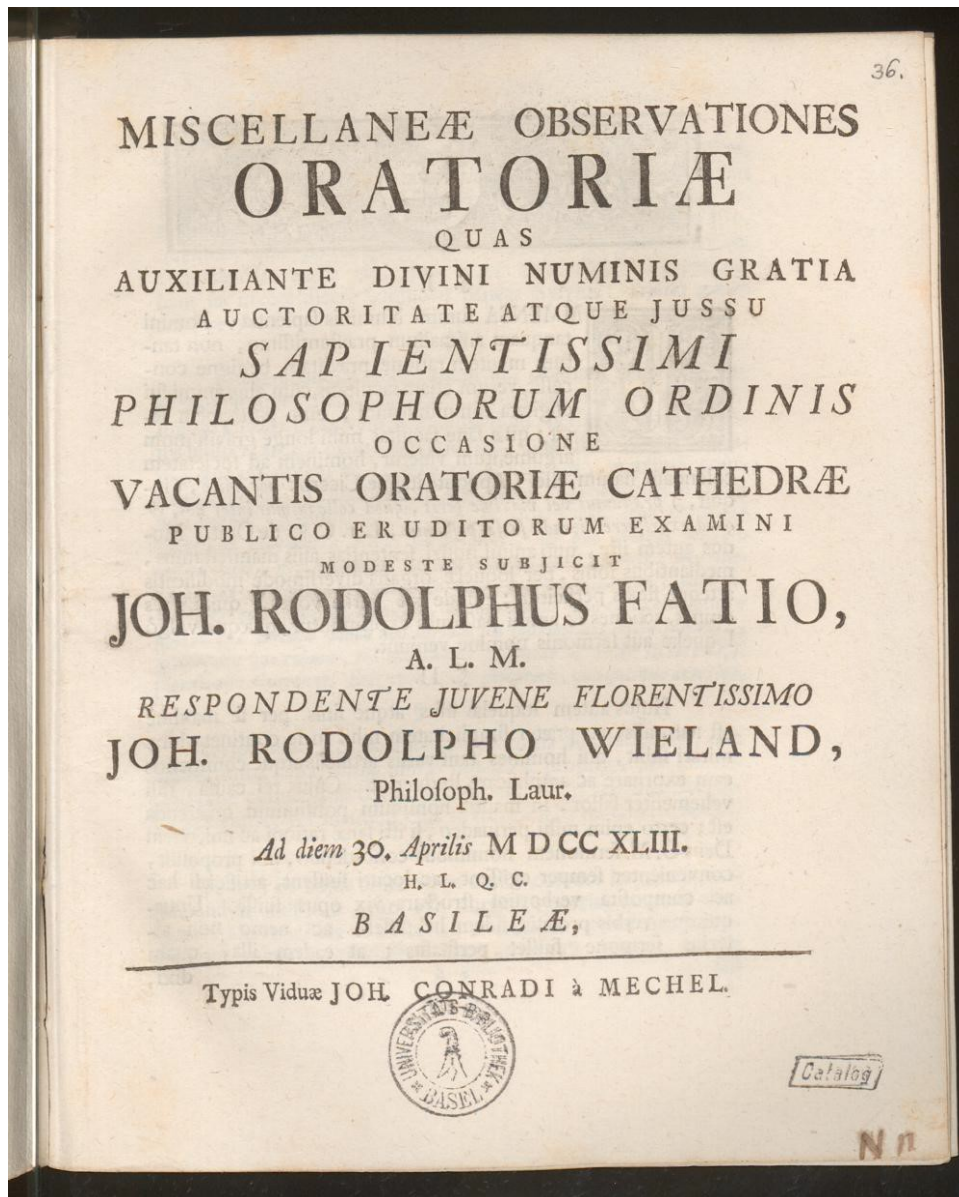 36.
MISCELLANEÆ OBSERVATIONES
ORATORIÆ
QUAS
AUXILIANTE DIVINI NUMINIS GRATIA
AUCTORITATE ATQUE JUSSU
SAPIENTISSIMI
PHILOSOPHORUM ORDINIS
OCCASIONE
VACANTIS ORATORIÆ CATHEDRÆ
PUBLICO ERUDITORUM EXAMINI
MODESTE SUBJICIT
JOH. RODOLPHUS FATIO,
A. L. M.
RESPONDENTE JUVENE FLORENTISSIMO
JOH. RODOLPHO WIELAND,
Philoſoph. Laur.
Ad diem 30. Aprilis M D CC XLIII.
H. L. Q. C.
BASILEÆ,
Typis Viduæ JOH. CONRADI à MECHEL.
UNIVERSITÄTS-BIBLIOTHEK
BASEL
Catalog
N n